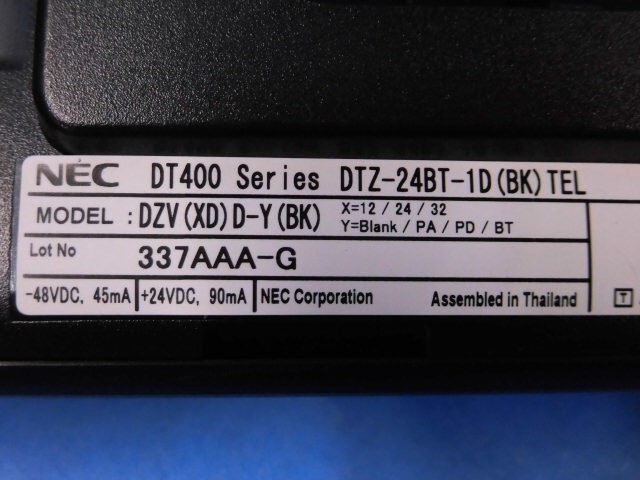 NEC DT400 Series DTZ-24BT-1D(BK)TEL
MODEL : DZV(XD)D-Y(BK) X=12 / 24 / 32
Y=Blank / PA / PD / BT
Lot No 337AAA-G
-48VDC, 45mA +24VDC, 90mA NEC Corporation Assembled in Thailand T